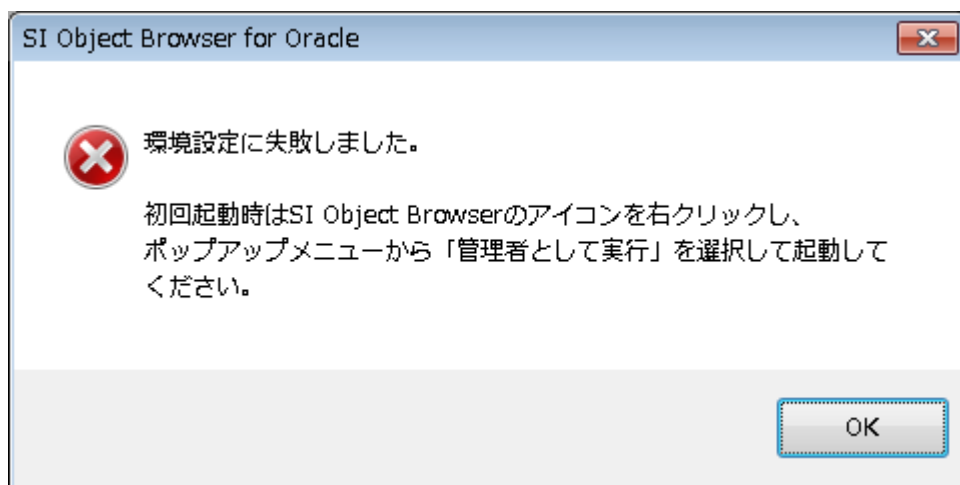 SI Object Browser for Oracle
環境設定に失敗しました。
初回起動時はSI Object Browserのアイコンを右クリックし、
ポップアップメニューから「管理者として実行」を選択して起動して
ください。
OK